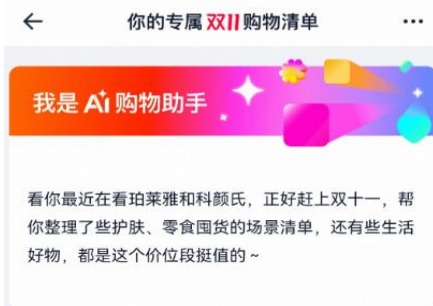 你的专属双11购物清单
我是Ai购物助手
看你最近在看珀莱雅和科颜氏，正好赶上双十一，帮
你整理了些护肤、零食囤货的场景清单，还有些生活
好物，都是这个价位段挺值的~